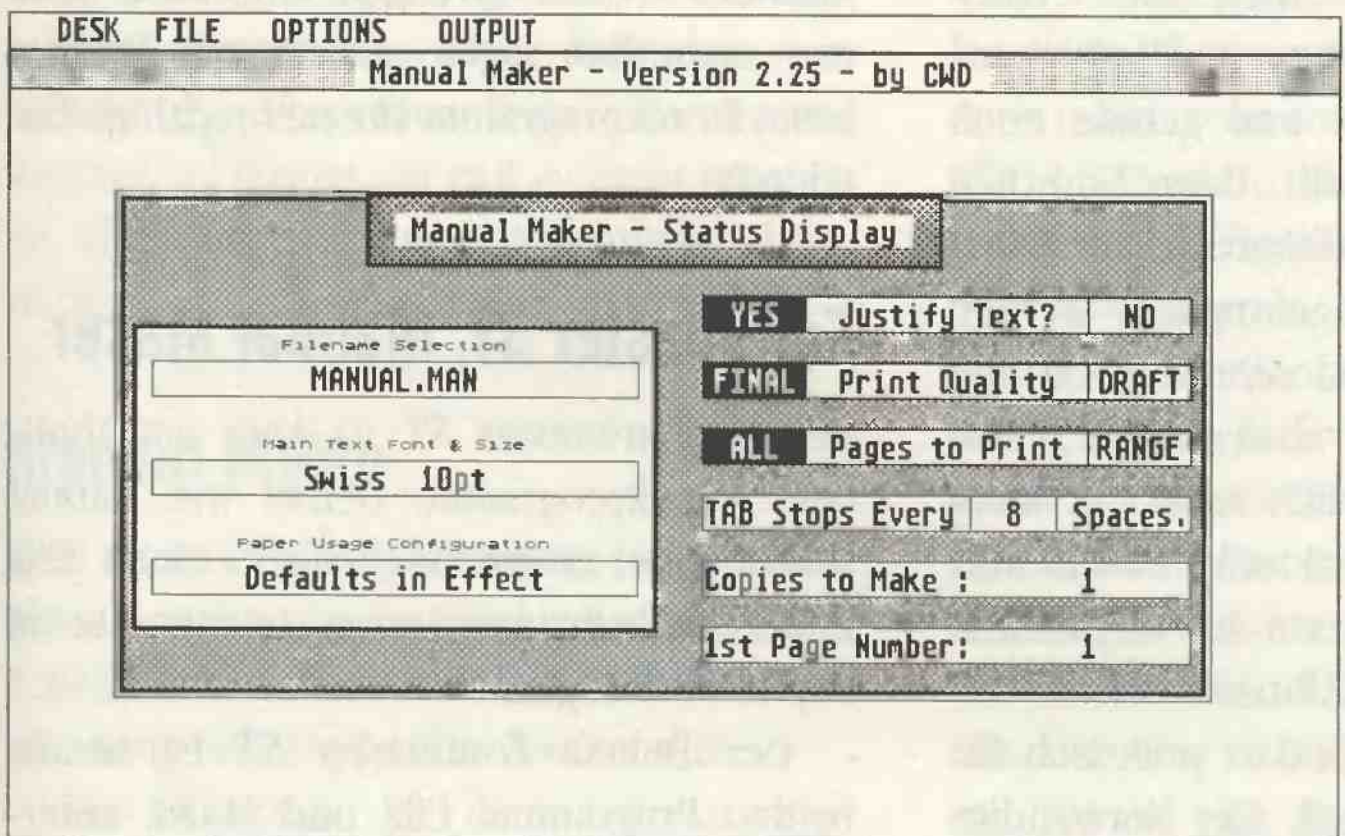 DESK FILE OPTIONS OUTPUT
Manual Maker - Version 2.25 - by CWD
Manual Maker - Status Display
Filename Selection
MANUAL.MAN
Main Text Font & Size
Swiss 10pt
Paper Usage Configuration
Defaults in Effect
YES Justify Text? NO
FINAL Print Quality DRAFT
ALL Pages to Print RANGE
TAB Stops Every 8 Spaces.
Copies to Make : 1
1st Page Number: 1